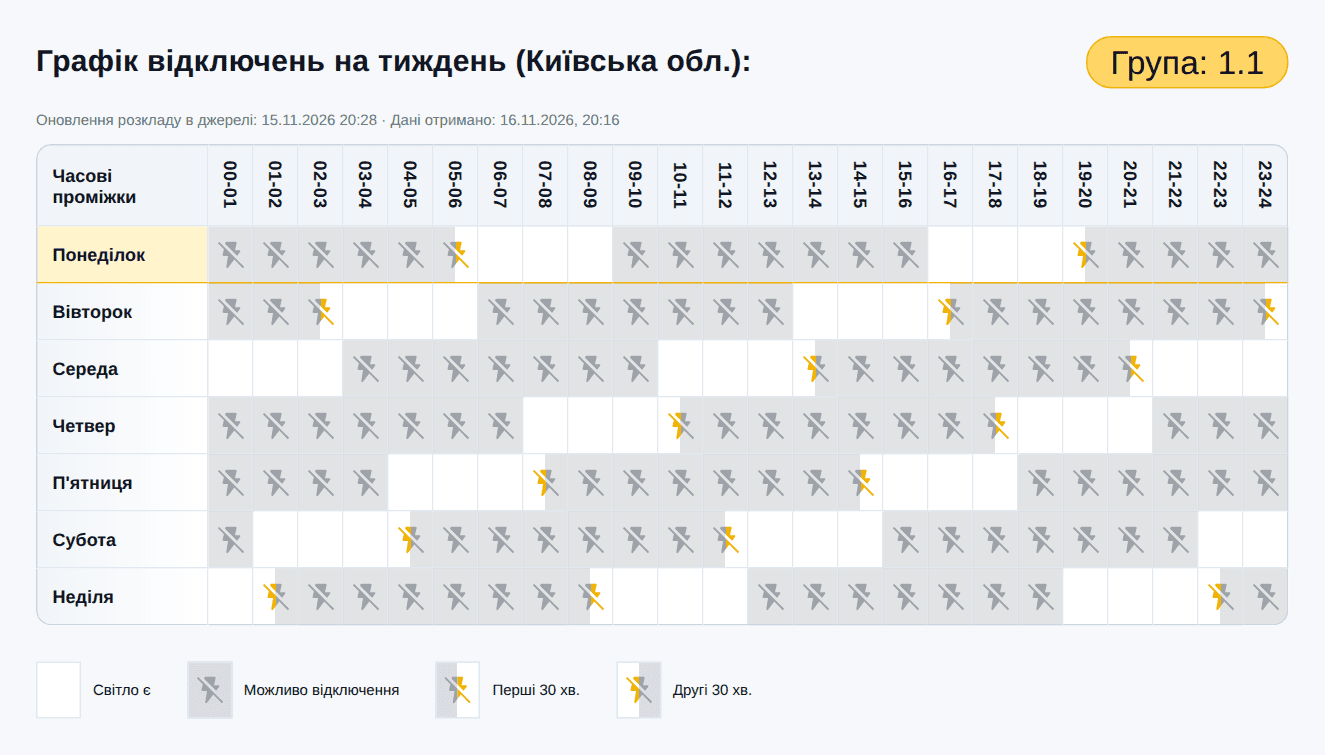 Графік відключень на тиждень (Київська обл.):
Група: 1.1
Оновлення розкладу в джерелі: 15.11.2026 20:28 · Дані отримано: 16.11.2026, 20:16
Часові
проміжки
00-01
01-02
02-03
03-04
04-05
05-06
06-07
07-08
08-09
09-10
10-11
11-12
12-13
13-14
14-15
15-16
16-17
17-18
18-19
19-20
20-21
21-22
22-23
23-24
Понеділок
Вівторок
Середа
Четвер
П'ятниця
Субота
Неділя
Світло є
Можливо відключення
Перші 30 хв.
Другі 30 хв.